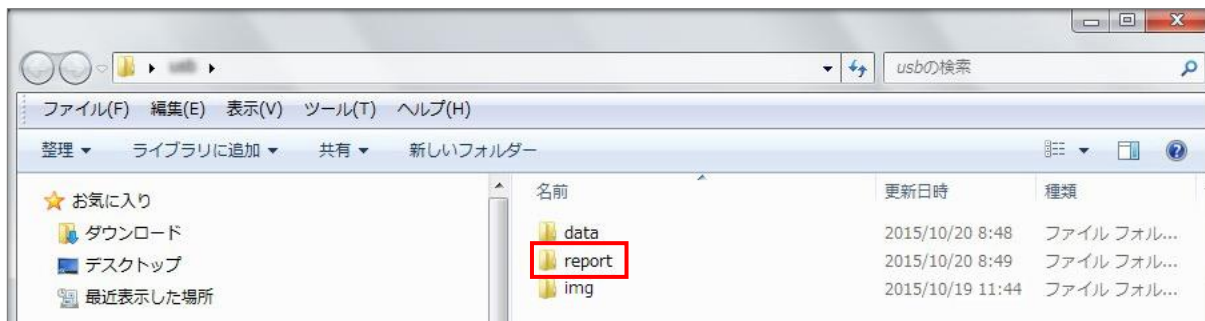 usbの検索
ファイル(F) 編集(E) 表示(V) ツール(T) ヘルプ(H)
整理 ライブラリに追加 共有 新しいフォルダー
お気に入り
ダウンロード
デスクトップ
最近表示した場所
名前 更新日時 種類
data 2015/10/20 8:48 ファイル フォル...
report 2015/10/20 8:49 ファイル フォル...
img 2015/10/19 11:44 ファイル フォル...